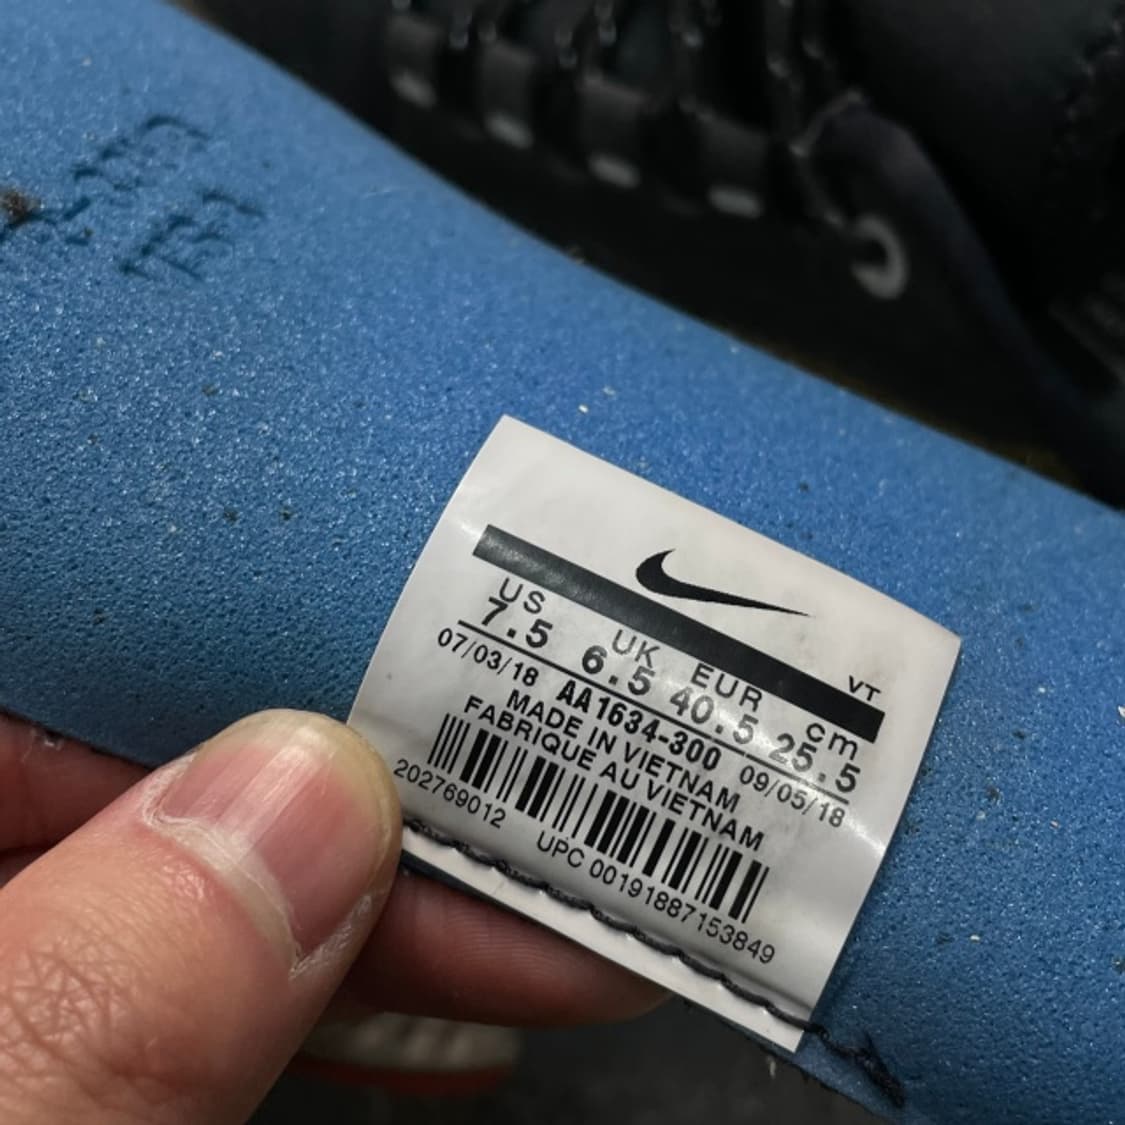 VT
US UK EUR cm
7.5 6.5 40.5 25.5
07/03/18 AA1634-300 09/05/18
MADE IN VIETNAM
FABRIQUE AU VIETNAM
202769012 UPC 00191887153849